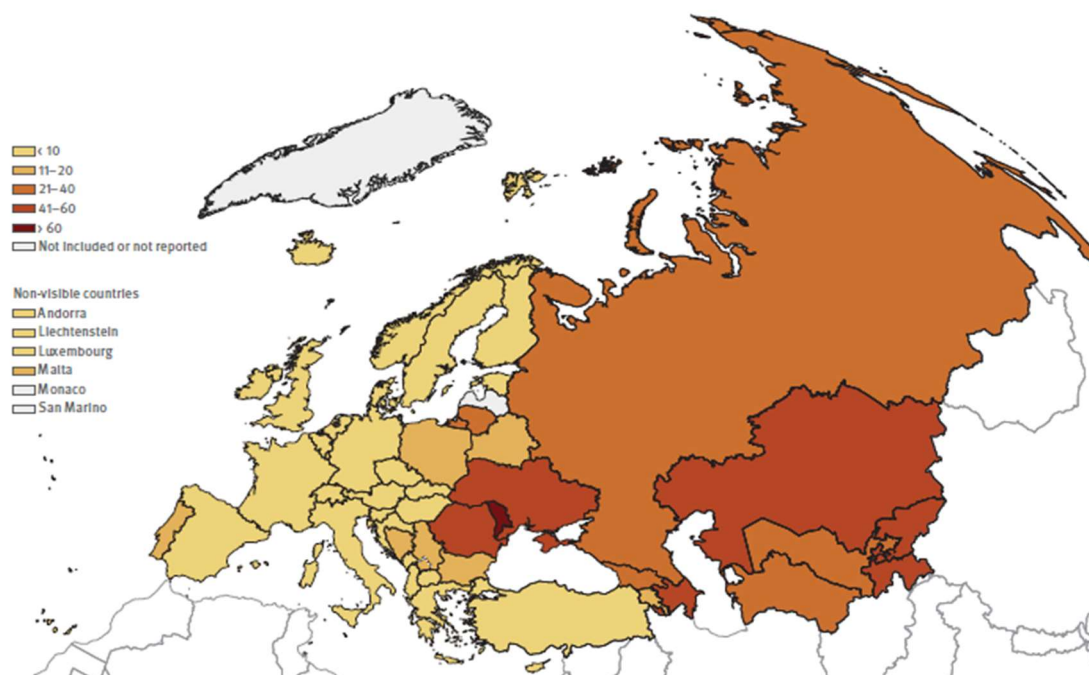 < 10
11–20
21–40
41–60
> 60
Not included or not reported
Non-visible countries
Andorra
Liechtenstein
Luxembourg
Malta
Monaco
San Marino